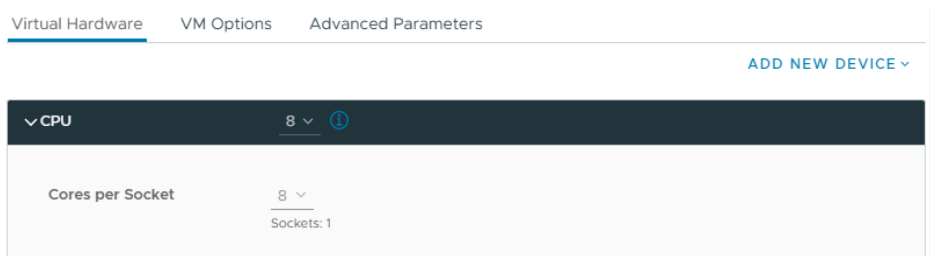 Virtual Hardware VM Options Advanced Parameters
ADD NEW DEVICE
CPU 8
Cores per Socket 8
Sockets: 1